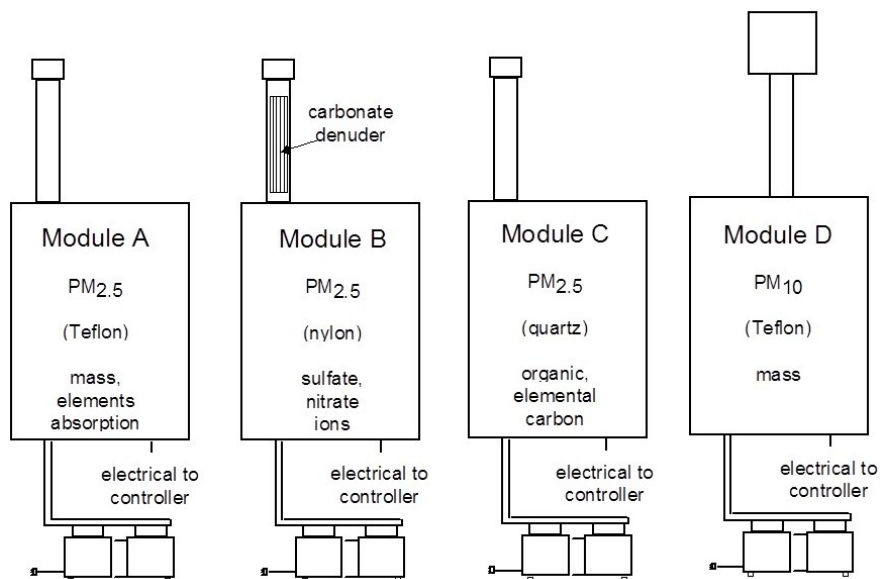 carbonate
denuder
Module A
PM2.5
(Teflon)
mass,
elements
absorption
electrical to
controller
Module B
PM2.5
(nylon)
sulfate,
nitrate
ions
electrical to
controller
Module C
PM2.5
(quartz)
organic,
elemental
carbon
electrical to
controller
Module D
PM10
(Teflon)
mass
electrical to
controller